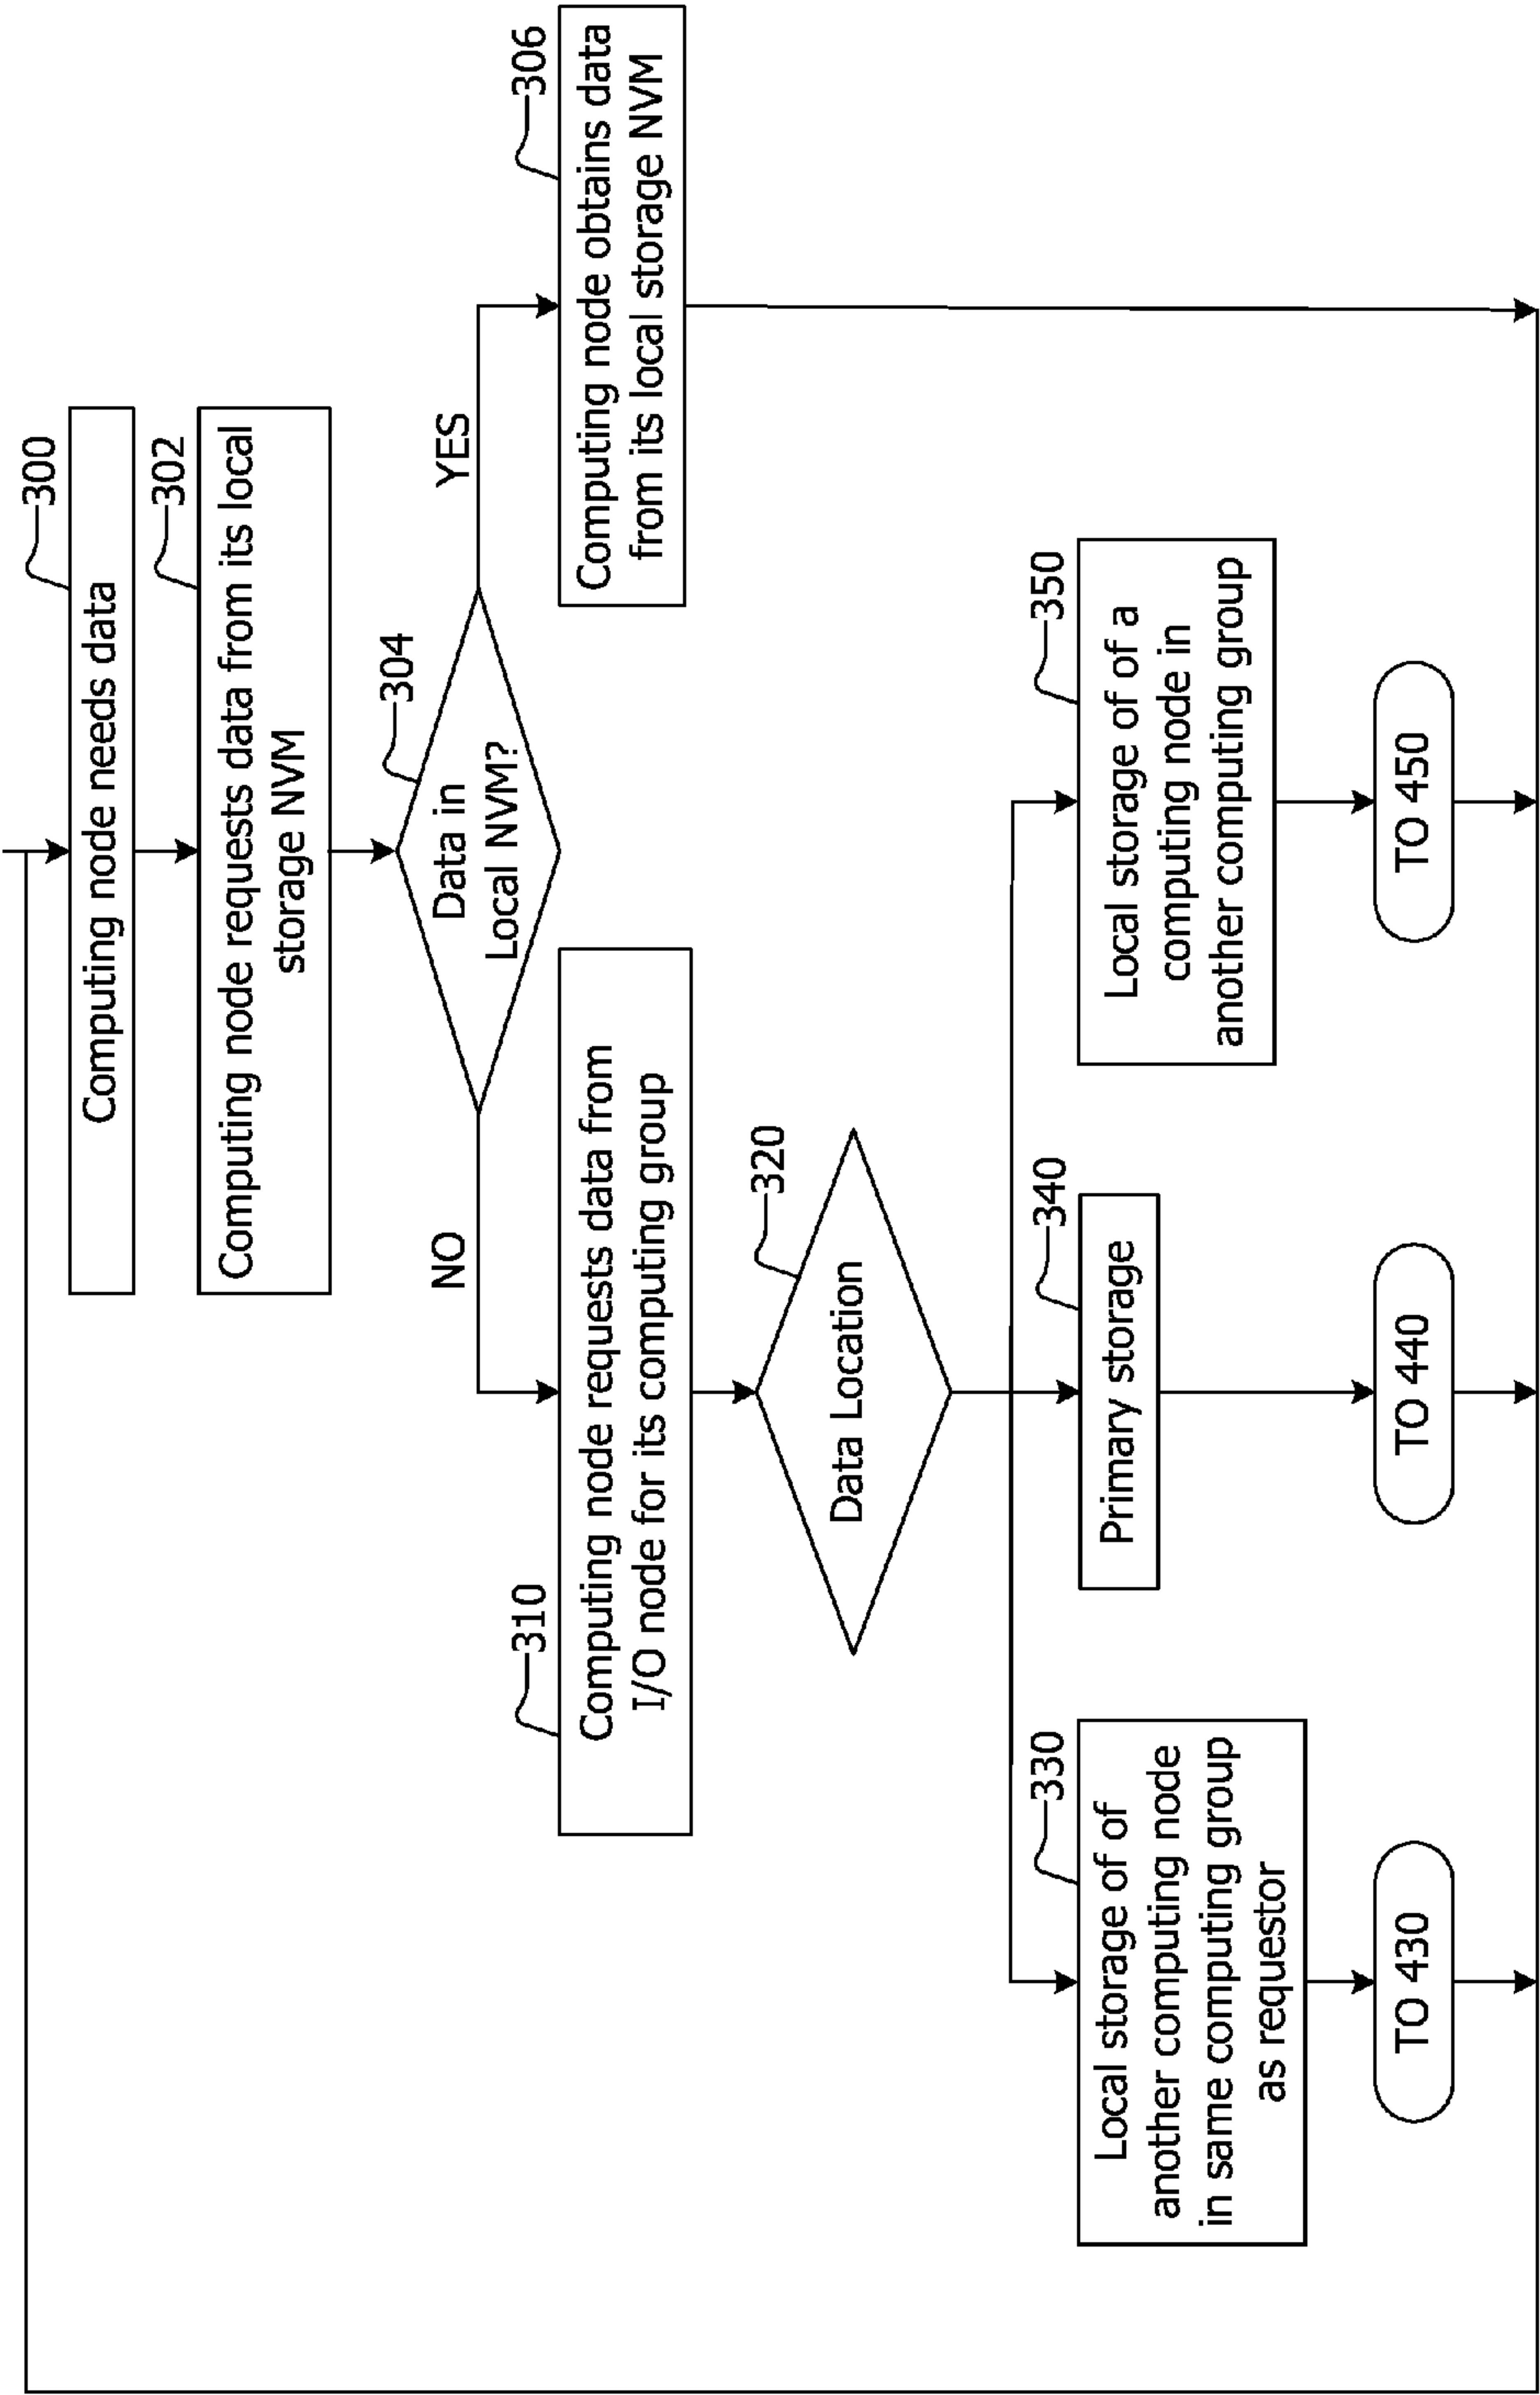 300
Computing node needs data
302
Computing node requests data from its local
storage NVM
304
Data in
Local NVM?
NO
YES
310
Computing node requests data from
I/O node for its computing group
306
Computing node obtains data
from its local storage NVM
320
Data Location
330
Local storage of of
another computing node
in same computing group
as requestor
340
Primary storage
350
Local storage of of a
computing node in
another computing group
TO 430
TO 440
TO 450